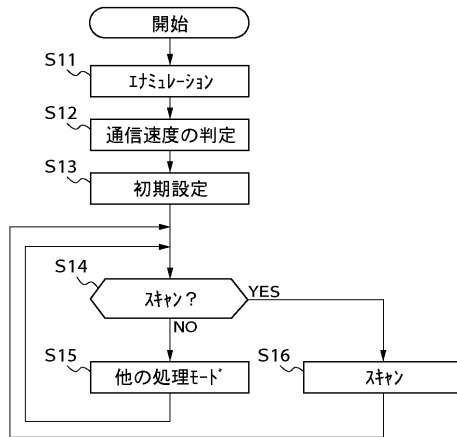 開始
S11
ｴﾅﾐｭﾚｰｼｮﾝ
S12
通信速度の判定
S13
初期設定
S14
ｽｷｬﾝ？
YES
NO
S15
他の処理ﾓｰﾄﾞ
S16
ｽｷｬﾝ